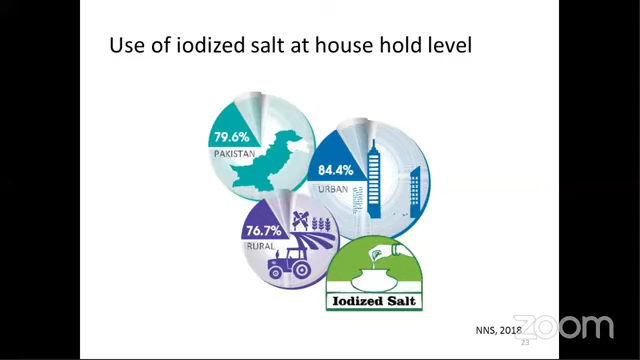 Use of iodized salt at house hold level
79.6%
PAKISTAN
84.4%
URBAN
76.7%
RURAL
Iodized Salt
NNS, 2018
zoom
23